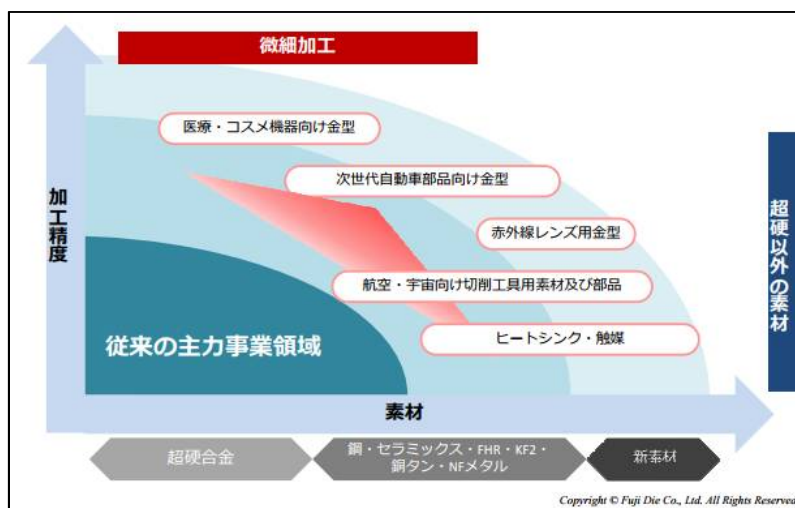 微細加工
医療・コスメ機器向け金型
次世代自動車部品向け金型
赤外線レンズ用金型
航空・宇宙向け切削工具用素材及び部品
ヒートシンク・触媒
加工精度
従来の主力事業領域
超硬以外の素材
素材
超硬合金
鋼・セラミックス・FHR・KF2・
銅タン・NFメタル
新素材
Copyright © Fuji Die Co., Ltd. All Rights Reserved